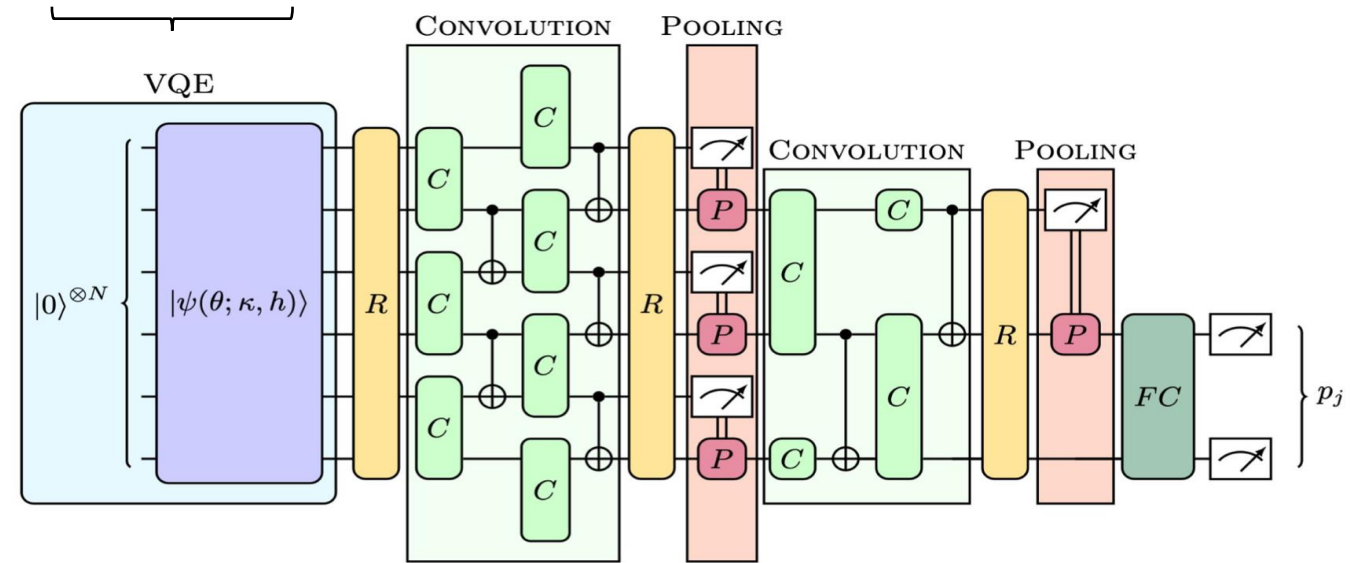 CONVOLUTION
POOLING
VQE
CONVOLUTION
POOLING
|0⟩^{⊗N}
|ψ(θ; κ, h)⟩
R
C
C
C
C
C
C
C
R
P
P
P
C
C
C
C
R
P
FC
p_j